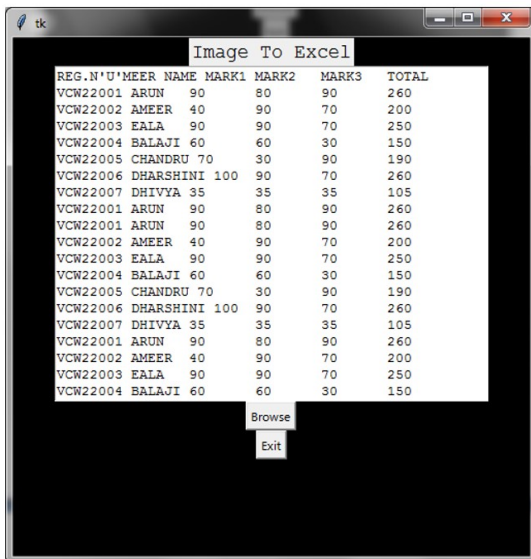 tk
Image To Excel
REG.N'U'MEER NAME MARK1 MARK2 MARK3 TOTAL
VCW22001 ARUN 90 80 90 260
VCW22002 AMEER 40 90 70 200
VCW22003 EALA 90 90 70 250
VCW22004 BALAJI 60 60 30 150
VCW22005 CHANDRU 70 30 90 190
VCW22006 DHARSHINI 100 90 70 260
VCW22007 DHIVYA 35 35 35 105
VCW22001 ARUN 90 80 90 260
VCW22001 ARUN 90 80 90 260
VCW22002 AMEER 40 90 70 200
VCW22003 EALA 90 90 70 250
VCW22004 BALAJI 60 60 30 150
VCW22005 CHANDRU 70 30 90 190
VCW22006 DHARSHINI 100 90 70 260
VCW22007 DHIVYA 35 35 35 105
VCW22001 ARUN 90 80 90 260
VCW22002 AMEER 40 90 70 200
VCW22003 EALA 90 90 70 250
VCW22004 BALAJI 60 60 30 150
Browse
Exit